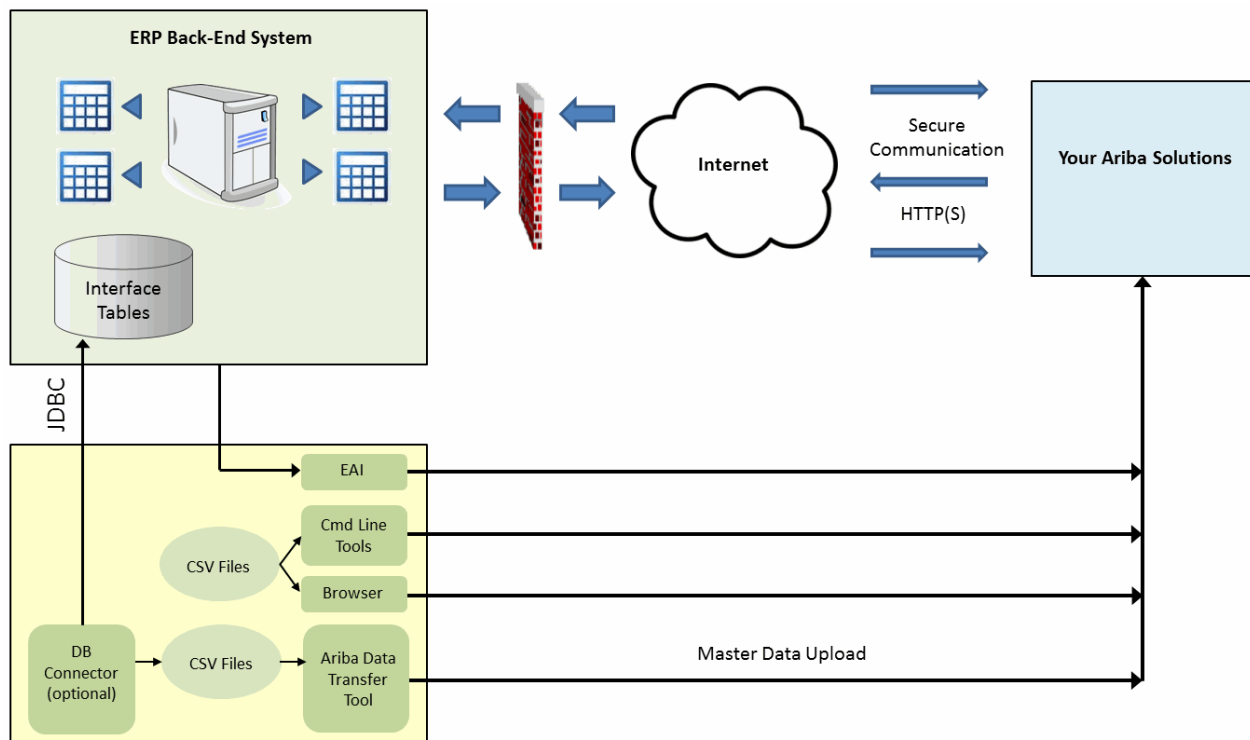 ERP Back-End System
Internet
Secure
Communication
HTTP(S)
Your Ariba Solutions
Interface
Tables
JDBC
EAI
Cmd Line
Tools
CSV Files
Browser
DB
Connector
(optional)
CSV Files
Ariba Data
Transfer
Tool
Master Data Upload